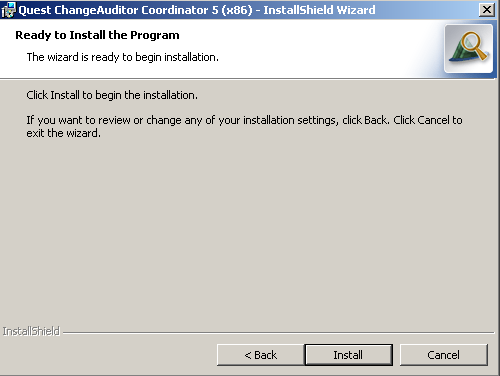 Quest ChangeAuditor Coordinator 5 (x86) - InstallShield Wizard
Ready to Install the Program
The wizard is ready to begin installation.
Click Install to begin the installation.
If you want to review or change any of your installation settings, click Back. Click Cancel to
exit the wizard.
InstallShield
< Back
Install
Cancel